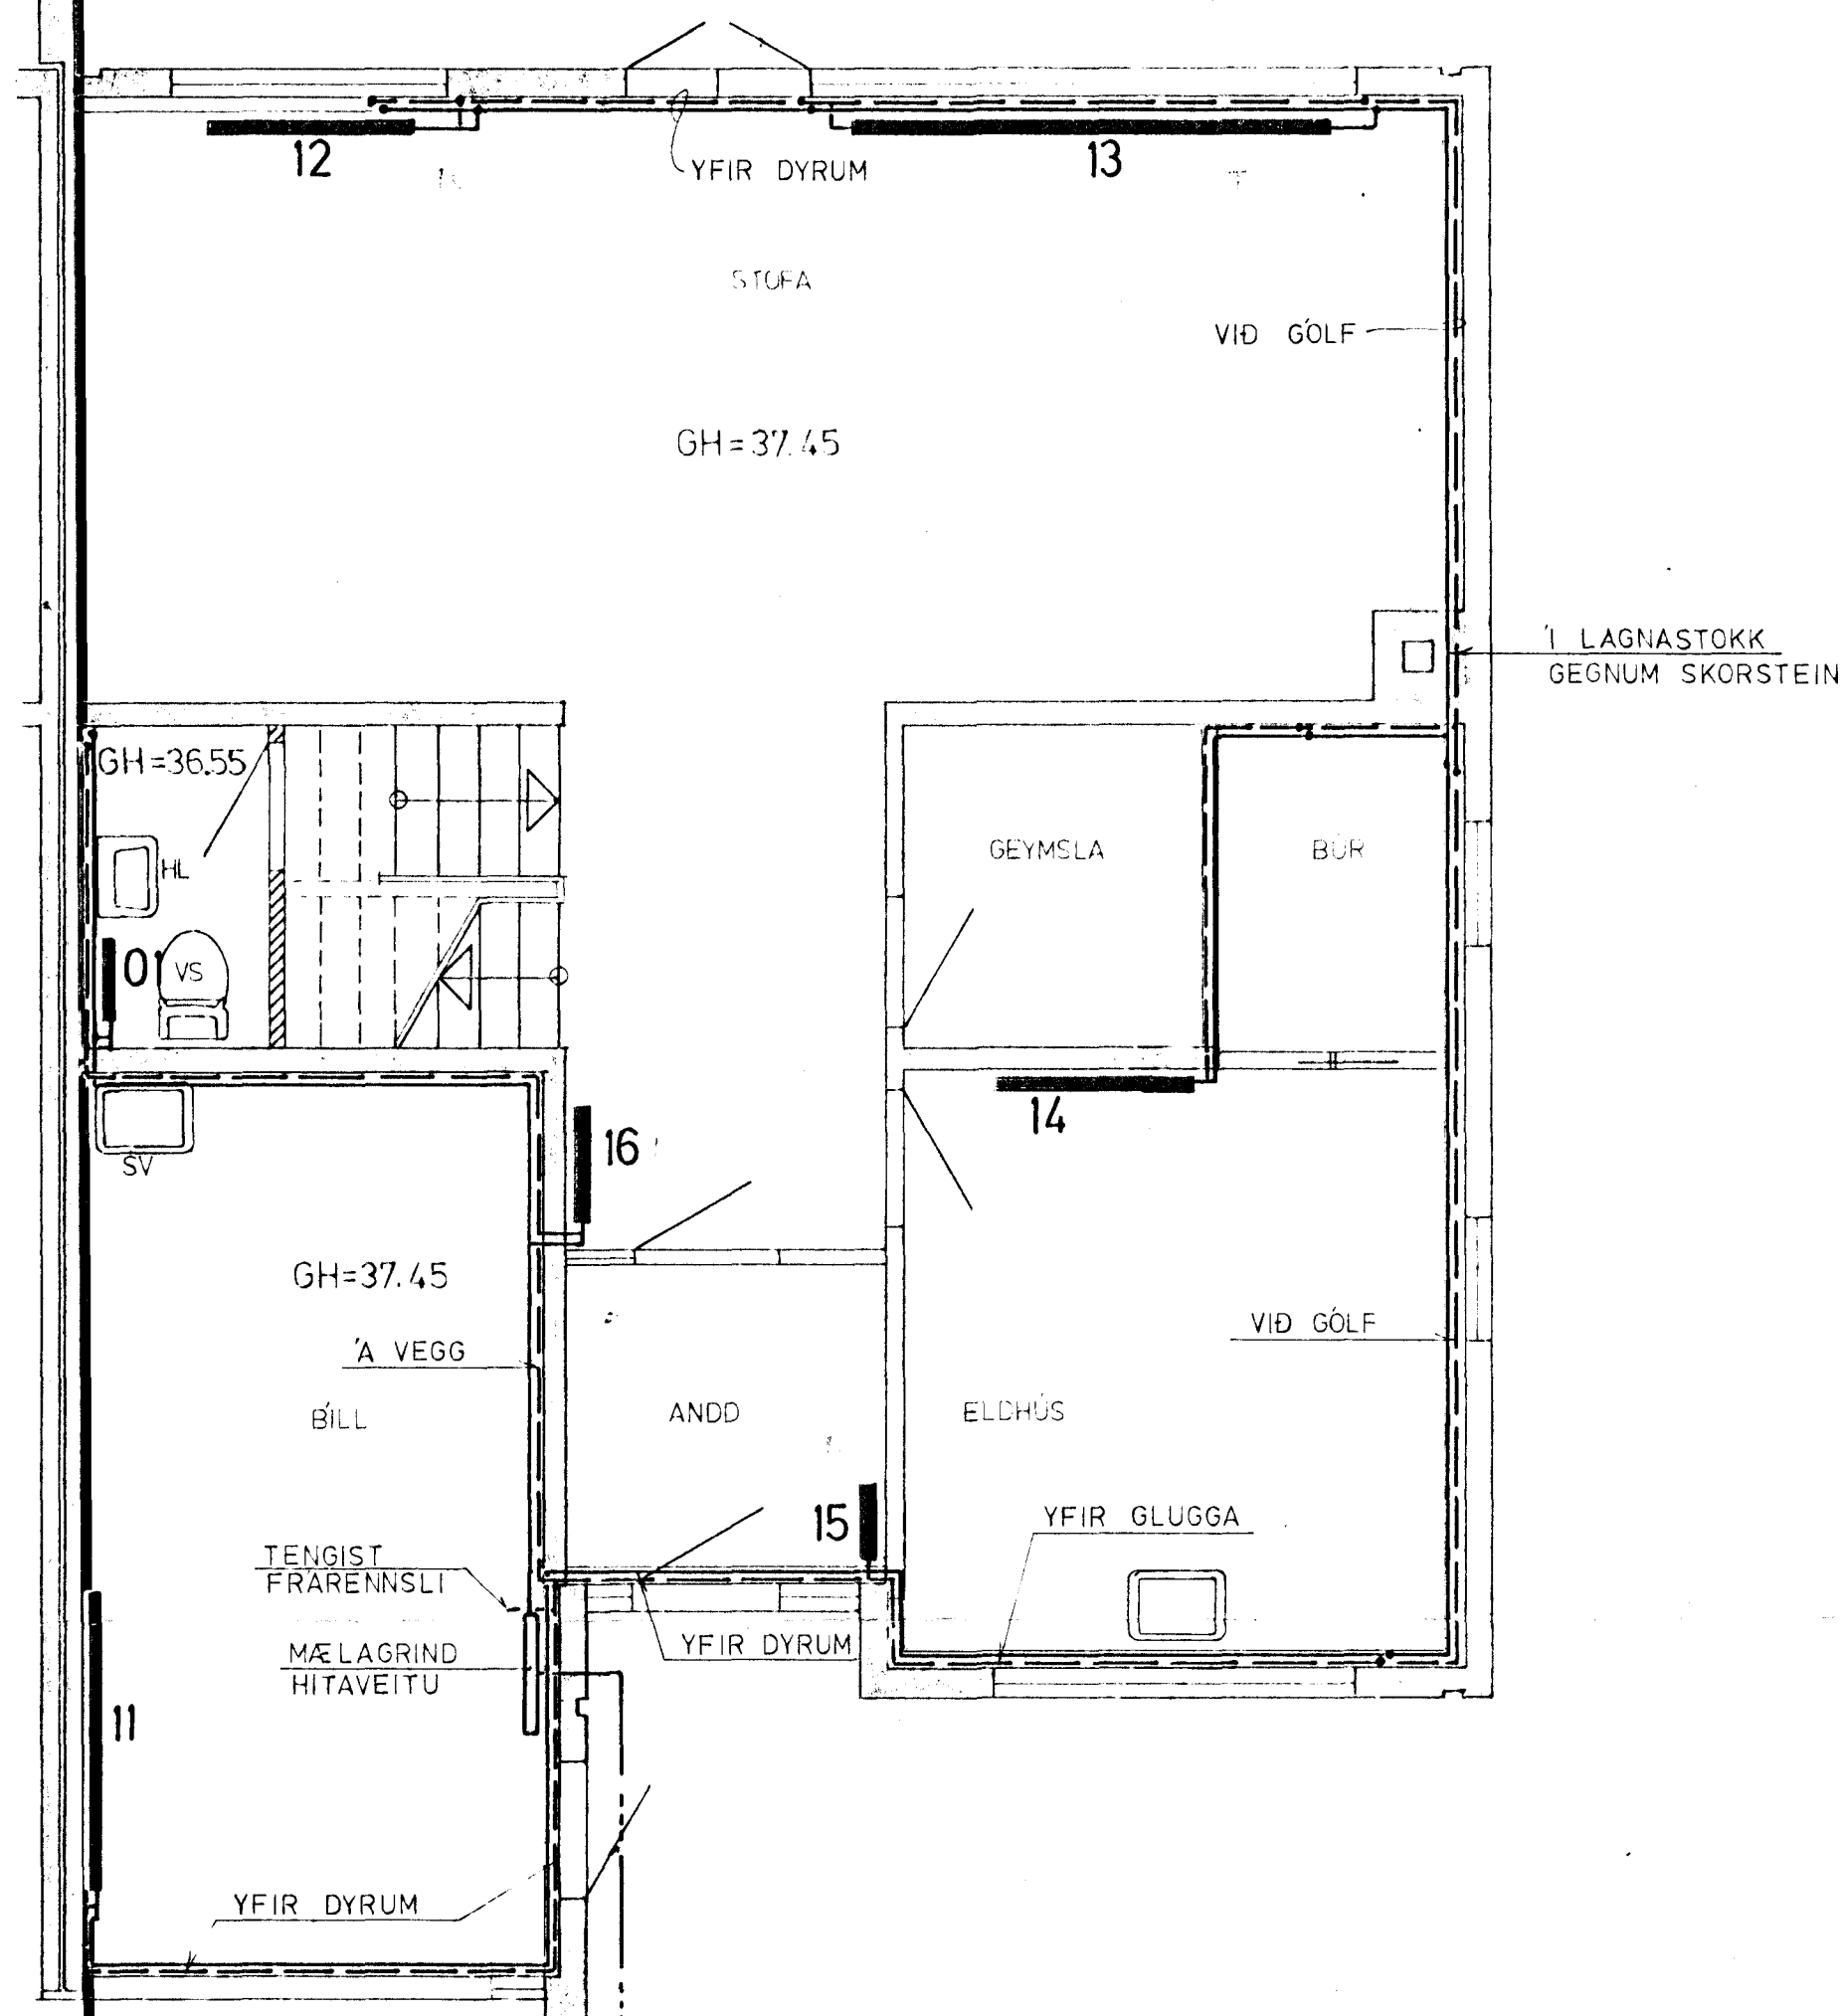 12
YFIR DYRUM
13
STOFA
VIÐ GÓLF
GH=37.45
Í LAGNASTOKK
GEGNUM SKORSTEIN
GH=36.55
HL
GEYMSLA
BÚR
01
VS
14
16
SV
GH=37.45
VIÐ GÓLF
Á VEGG
BÍLL
ANDD
ELDHÚS
15
YFIR GLUGGA
TENGIST
FRÁRENNSLI
YFIR DYRUM
MÆLAGRIND
HITAVEITU
11
YFIR DYRUM